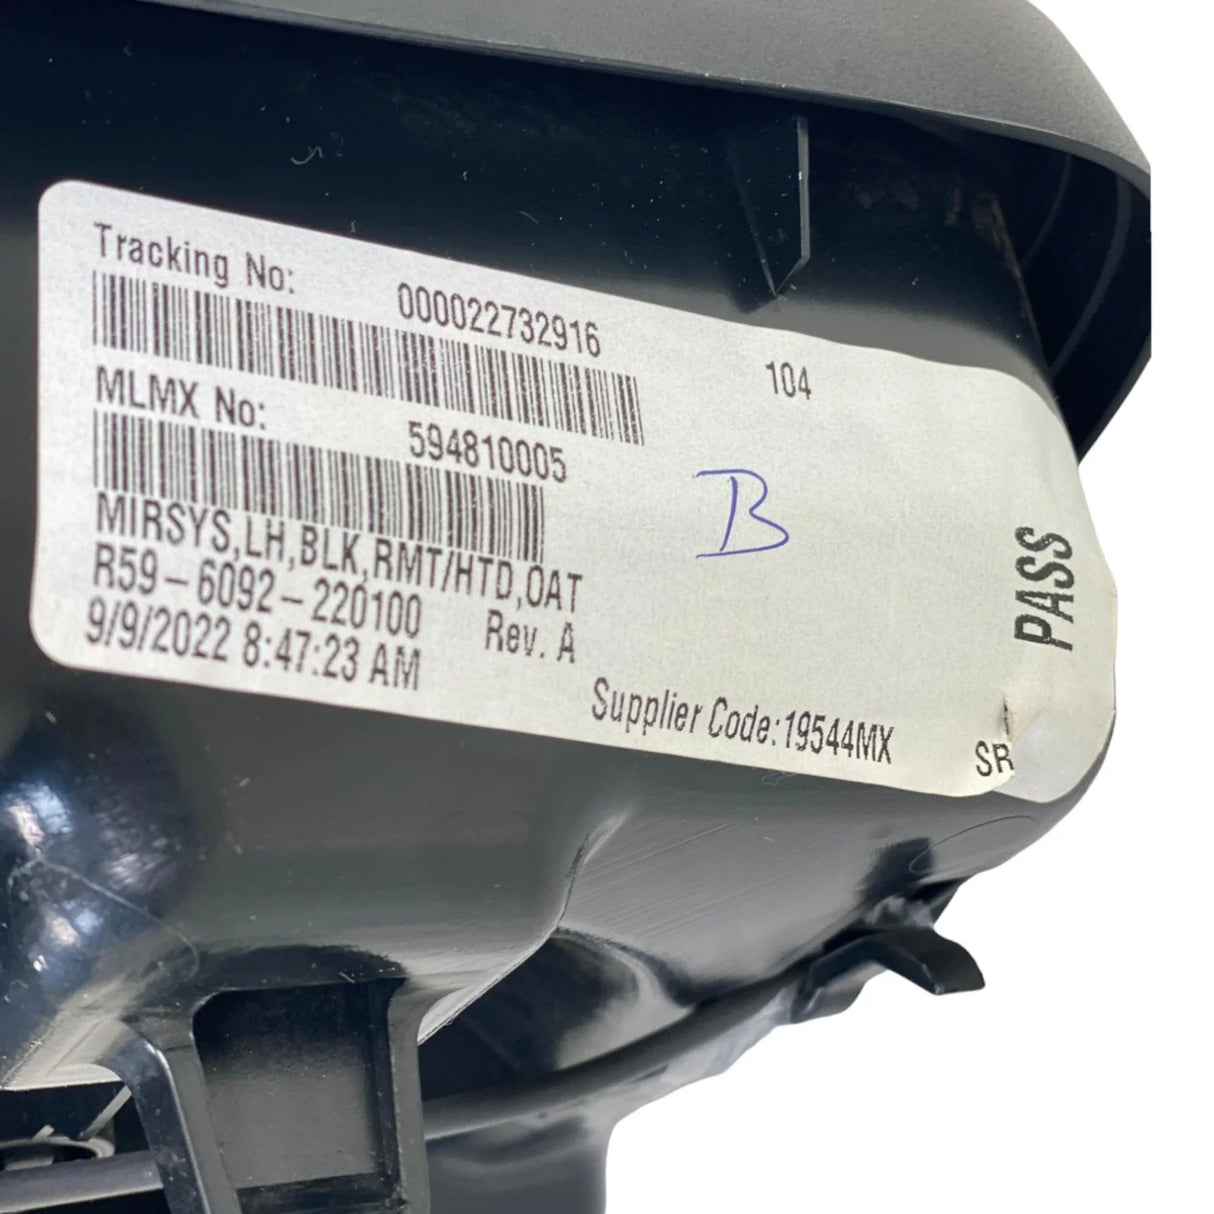 Tracking No: 000022732916
104
MLMX No: 594810005
B
MIRSYS,LH,BLK,RMT/HTD,OAT
R59-6092-220100 Rev. A
9/9/2022 8:47:23 AM
Supplier Code:19544MX
SR
PASS